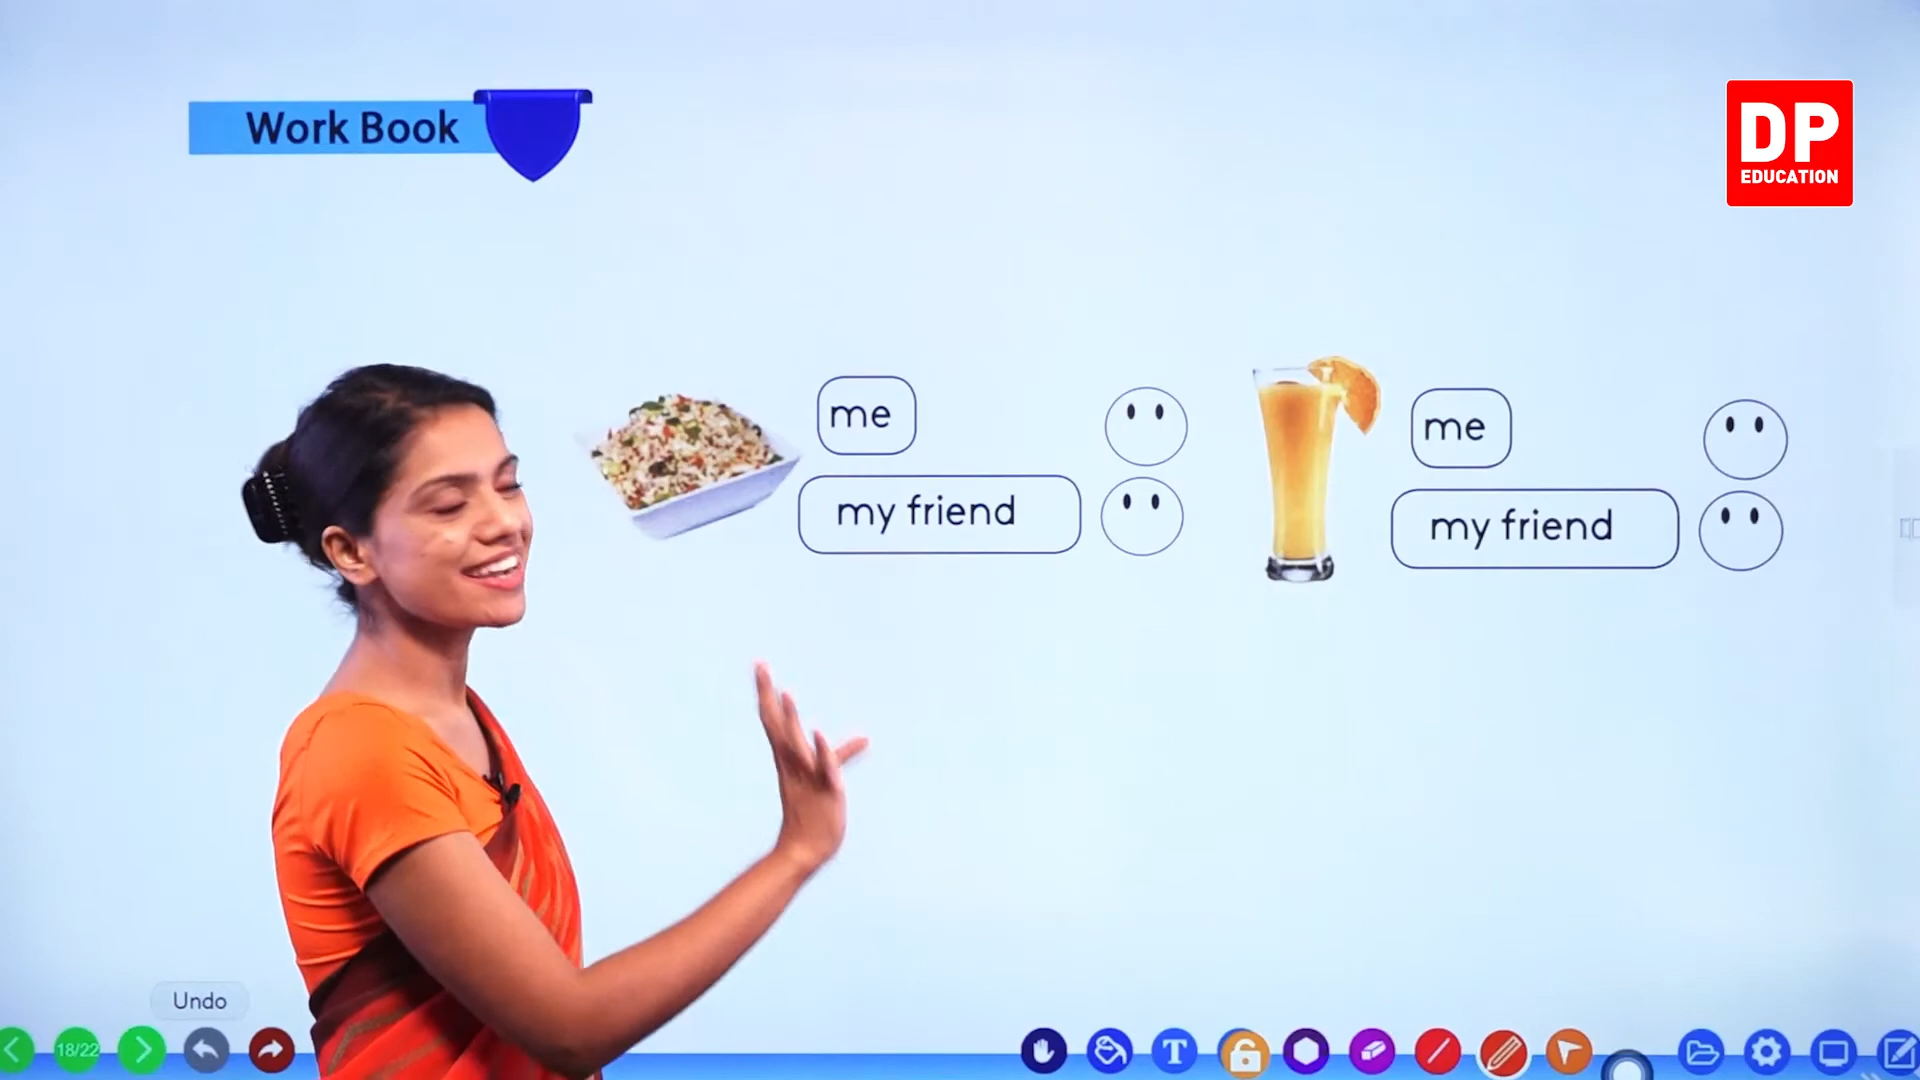 Work Book
DP
EDUCATION
me
my friend
me
my friend
Undo
18/22
T